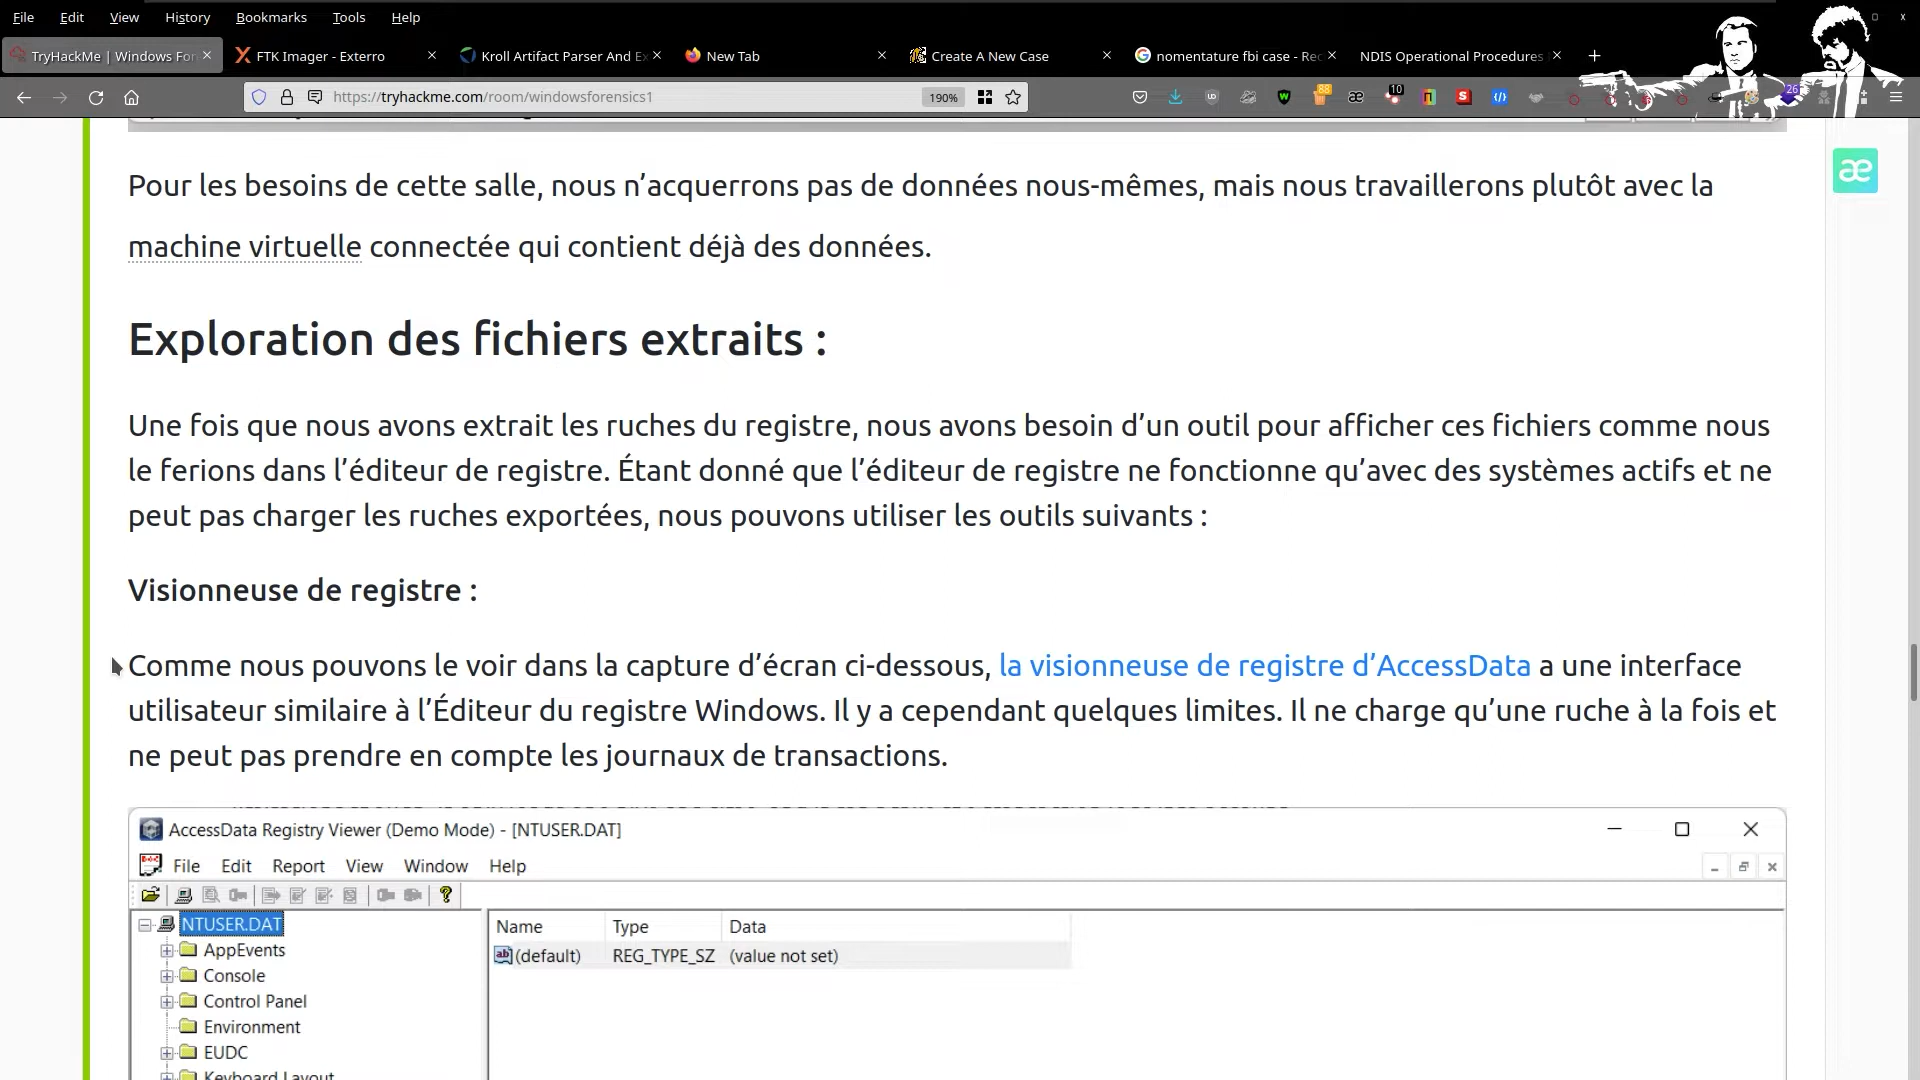 File Edit View History Bookmarks Tools Help
TryHackMe | Windows For
FTK Imager - Exterro
Kroll Artifact Parser And Ex
New Tab
Create A New Case
nomentature fbi case - Rec
NDIS Operational Procedures
https://tryhackme.com/room/windowsforensics1
190%
88
10
26
Pour les besoins de cette salle, nous n’acquerrons pas de données nous-mêmes, mais nous travaillerons plutôt avec la
machine virtuelle connectée qui contient déjà des données.
Exploration des fichiers extraits :
Une fois que nous avons extrait les ruches du registre, nous avons besoin d’un outil pour afficher ces fichiers comme nous
le ferions dans l’éditeur de registre. Étant donné que l’éditeur de registre ne fonctionne qu’avec des systèmes actifs et ne
peut pas charger les ruches exportées, nous pouvons utiliser les outils suivants :
Visionneuse de registre :
Comme nous pouvons le voir dans la capture d’écran ci-dessous, la visionneuse de registre d’AccessData a une interface
utilisateur similaire à l’Éditeur du registre Windows. Il y a cependant quelques limites. Il ne charge qu’une ruche à la fois et
ne peut pas prendre en compte les journaux de transactions.
AccessData Registry Viewer (Demo Mode) - [NTUSER.DAT]
File Edit Report View Window Help
NTUSER.DAT
AppEvents
Console
Control Panel
Environment
EUDC
Keyboard Layout
Name Type Data
(default) REG_TYPE_SZ (value not set)